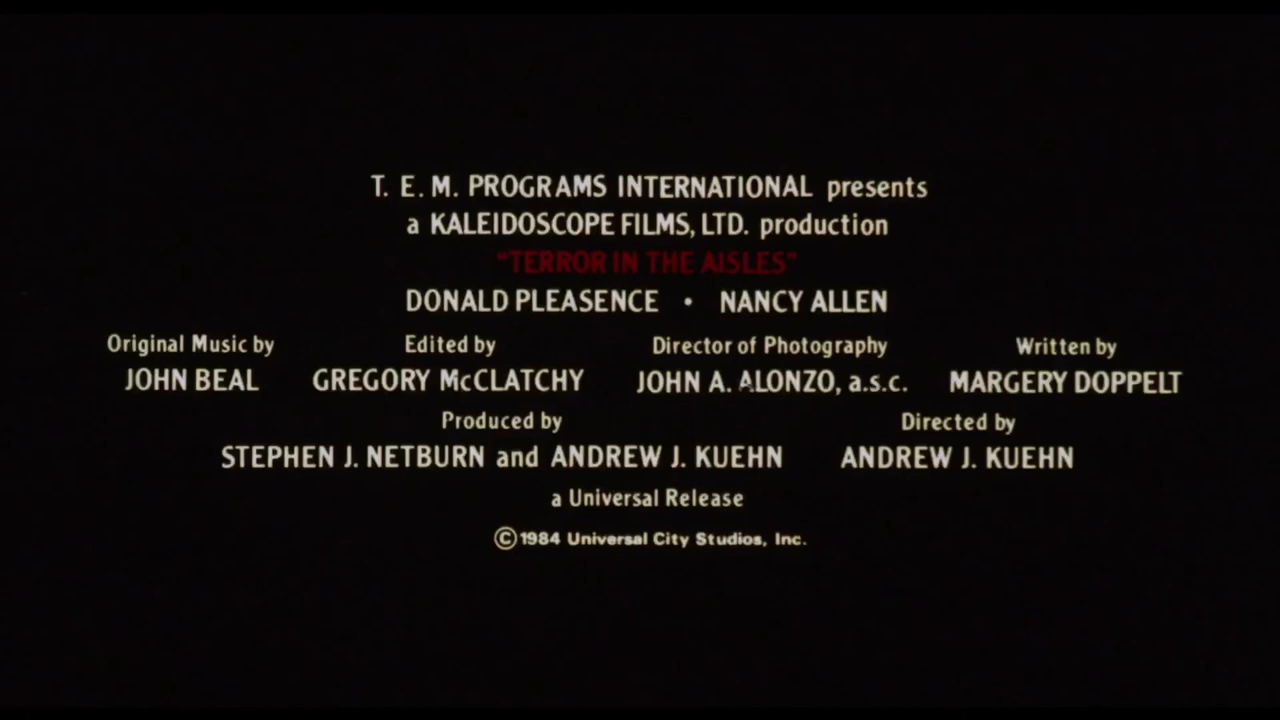 T. E. M. PROGRAMS INTERNATIONAL presents
a KALEIDOSCOPE FILMS, LTD. production
"TERROR IN THE AISLES"
DONALD PLEASENCE • NANCY ALLEN
Original Music by Edited by Director of Photography Written by
JOHN BEAL GREGORY McCLATCHY JOHN A. ALONZO, a.s.c. MARGERY DOPPELT
Produced by Directed by
STEPHEN J. NETBURN and ANDREW J. KUEHN ANDREW J. KUEHN
a Universal Release
©1984 Universal City Studios, Inc.